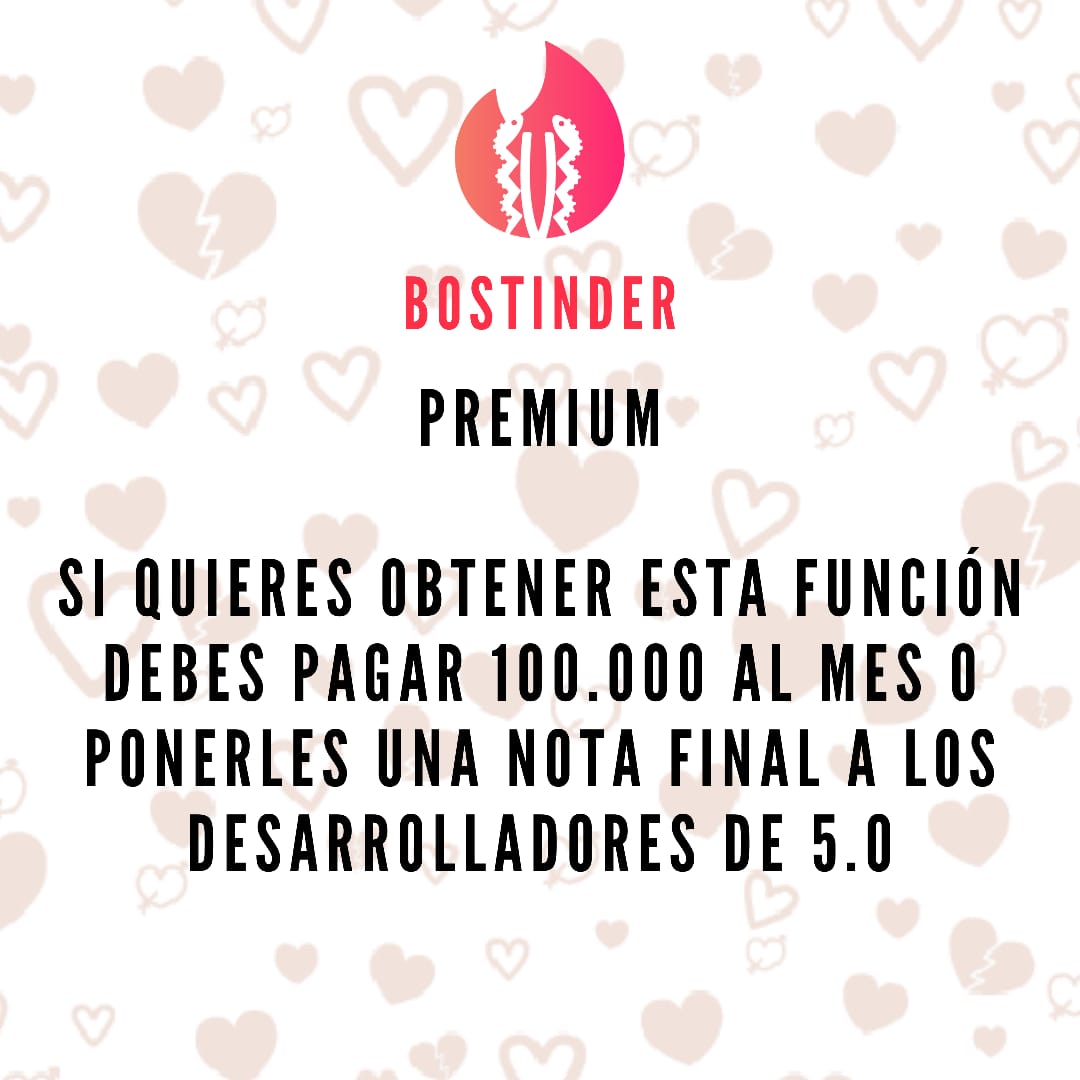 BOSTINDER
PREMIUM
SI QUIERES OBTENER ESTA FUNCIÓN
DEBES PAGAR 100.000 AL MES O
PONERLES UNA NOTA FINAL A LOS
DESARROLLADORES DE 5.0